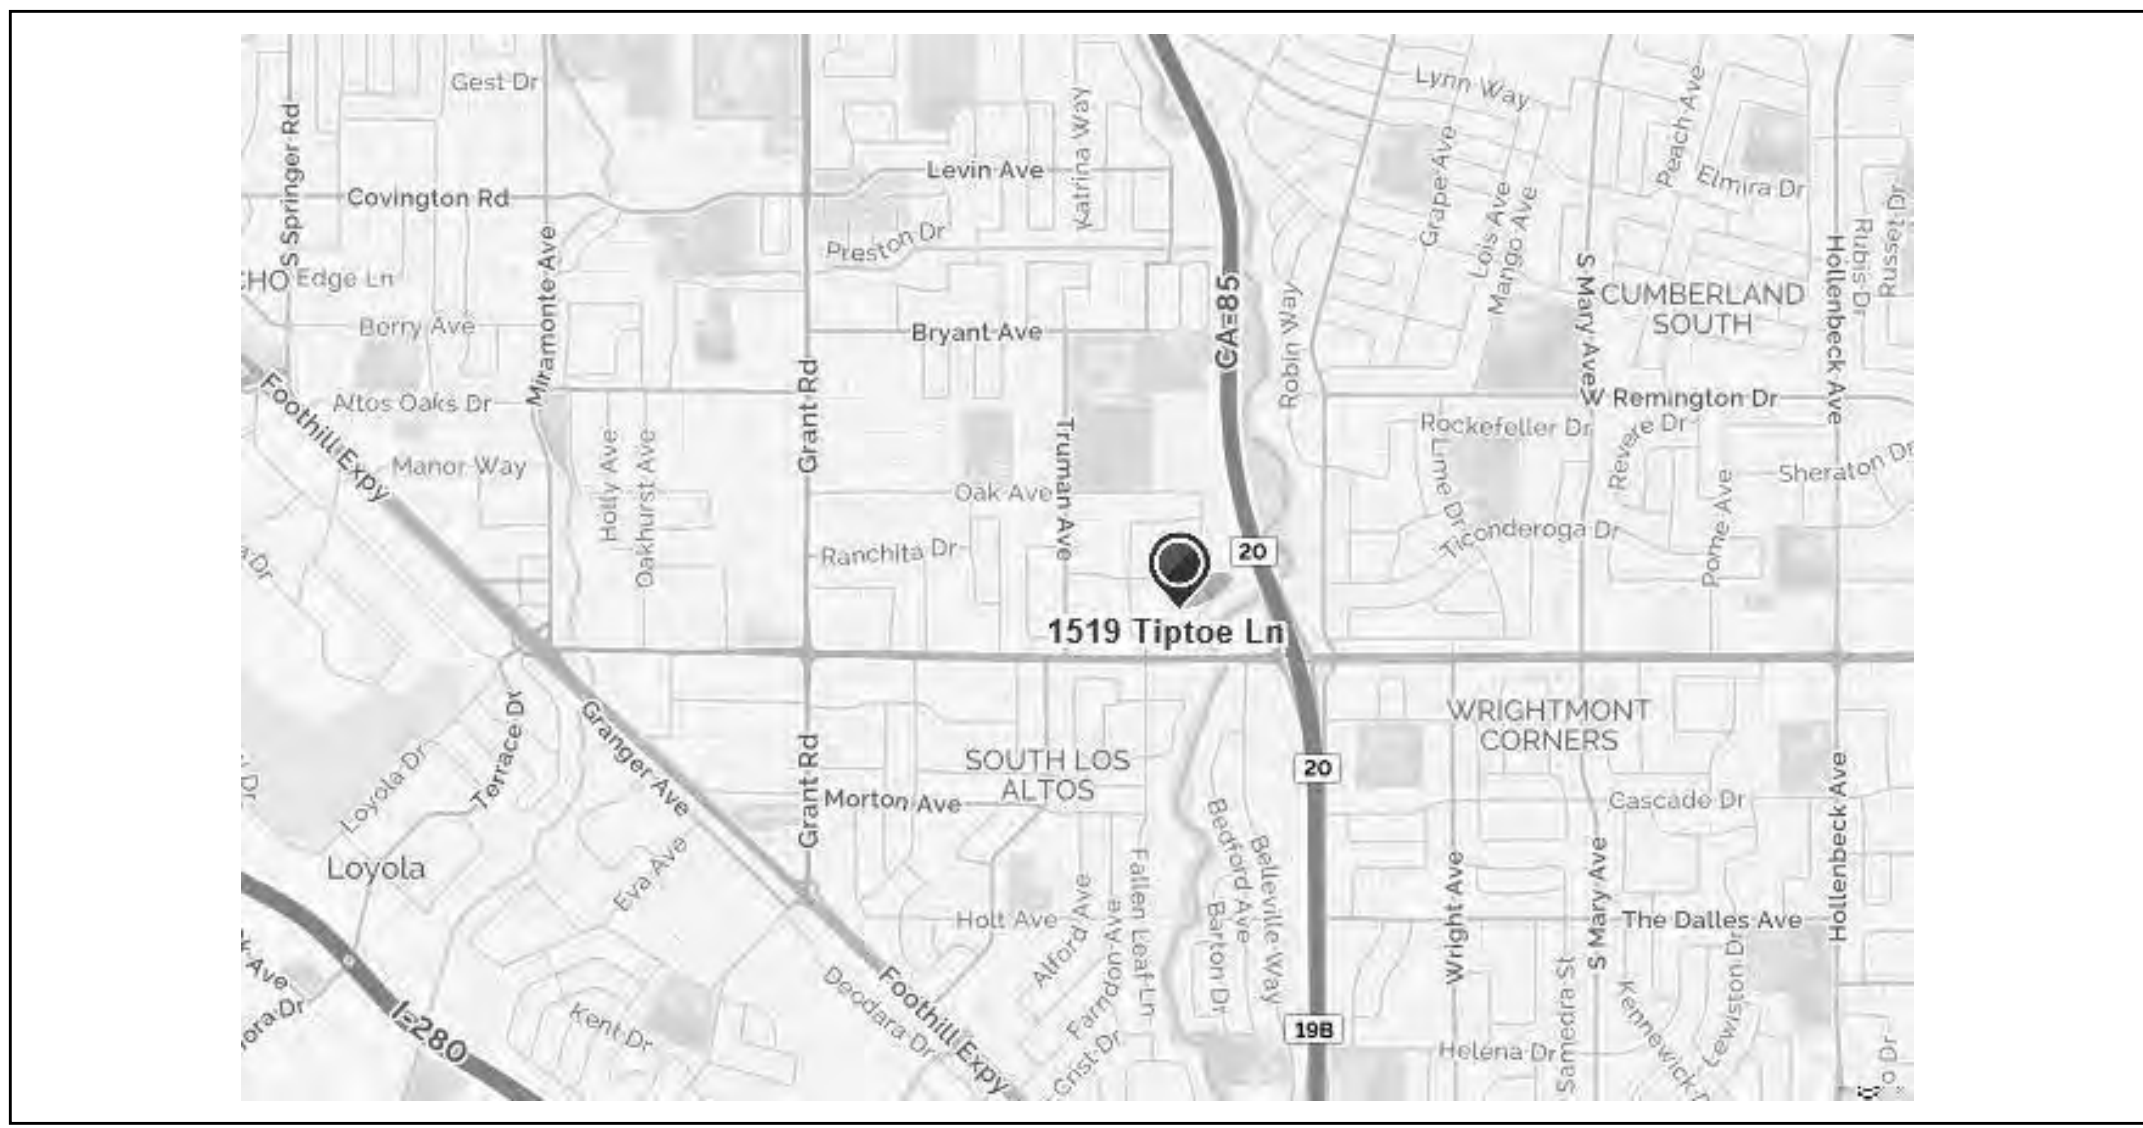 Gest Dr
Lynn Way
Peach Ave
S Springer Rd
Covington Rd
Levin Ave
Katrina Way
Grape Ave
Elmira Dr
Lois Ave
Mango Ave
Russet Dr
Rubis Dr
Preston Dr
Miramonte Ave
Edge Ln
CA-85
S Mary Ave
CUMBERLAND
SOUTH
Hollenbeck Ave
Robin Way
Borry Ave
Bryant Ave
Foothill Expy
Altos Oaks Dr
Grant Rd
W Remington Dr
Rockefeller Dr
Revere Dr
Manor Way
Holly Ave
Oakhurst Ave
Truman Ave
Lime Dr
Sheraton Dr
Oak Ave
Ticonderoga Dr
Pome Ave
Ranchita Dr
20
1519 Tiptoe Ln
Terrace Dr
Granger Ave
WRIGHTMONT
CORNERS
Loyola Dr
Grant Rd
SOUTH LOS
ALTOS
20
Morton Ave
Cascade Dr
Hollenbeck Ave
Loyola
Eva Ave
Bedford Ave
Belleville Way
Fallen Leaf Ln
Wright Ave
S Mary Ave
Holt Ave
Alford Ave
Farndon Ave
Barton Dr
The Dalles Ave
Deodara Dr
Foothill Expy
I-280
Kent Dr
Grist Dr
19B
Helena Dr
Samedra St
Kennewick Dr
Lewiston Dr